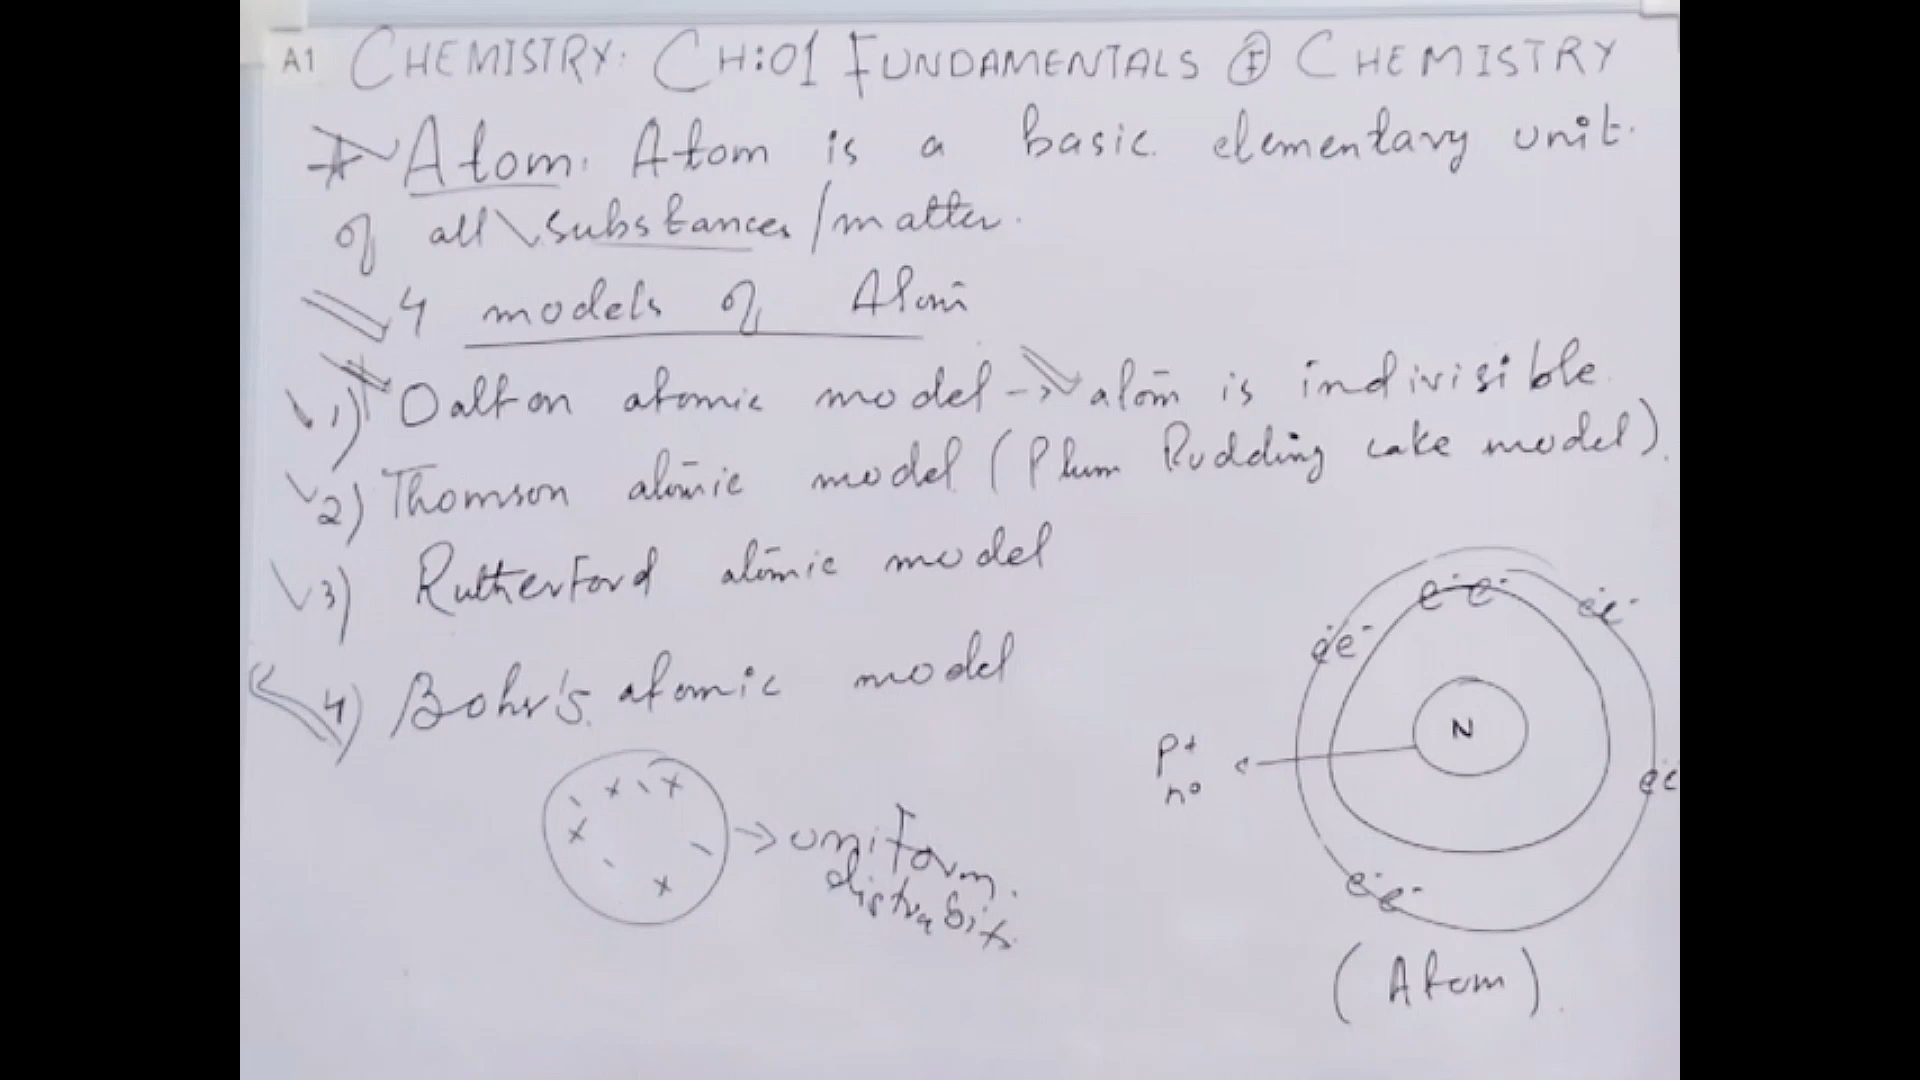 A1 CHEMISTRY: CH:01 FUNDAMENTALS OF CHEMISTRY
Atom. Atom is a basic elementary unit.
of all substances/matter.
4 models of Atom
1) Dalton atomic model → atom is indivisible
2) Thomson atomic model (Plum Pudding cake model).
3) Rutherford atomic model
4) Bohr's atomic model
e- e-
e- e-
e- e-
N
p+
n°
e e
e- e-
→ uniform
(Atom)